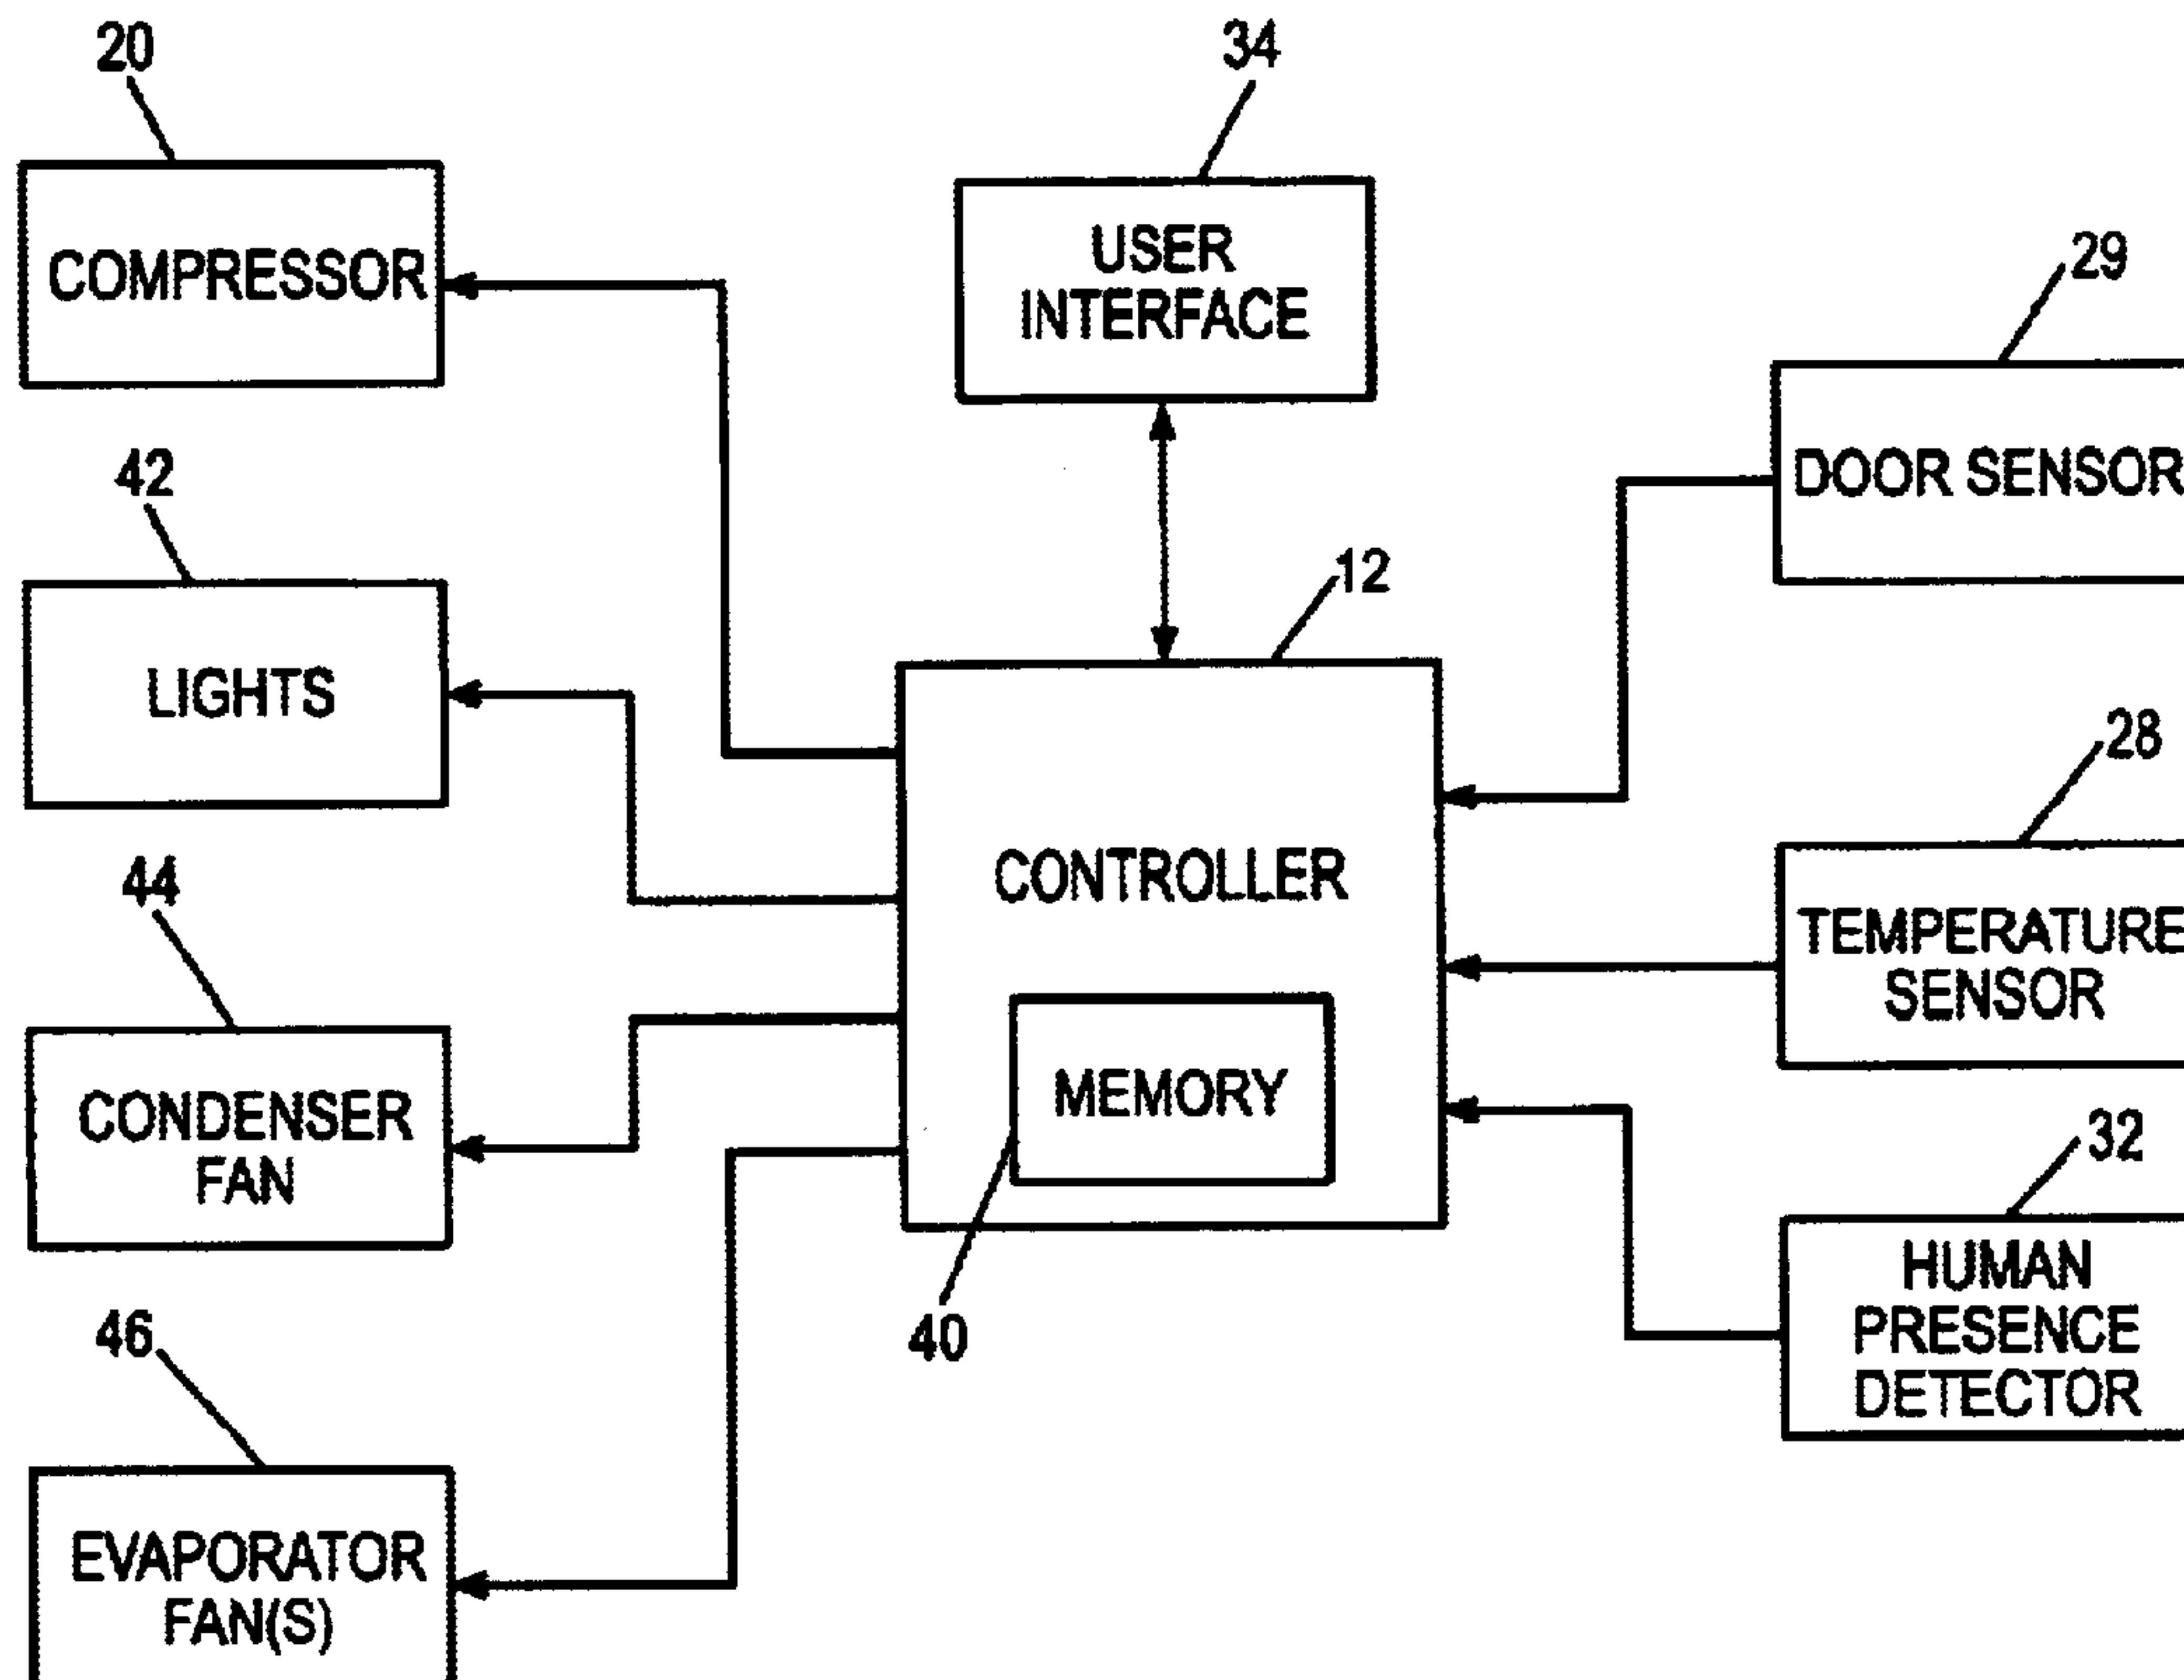 20
COMPRESSOR
42
LIGHTS
44
CONDENSER
FAN
46
EVAPORATOR
FAN(S)
34
USER
INTERFACE
12
CONTROLLER
MEMORY
40
29
DOOR SENSOR
28
TEMPERATURE
SENSOR
32
HUMAN
PRESENCE
DETECTOR